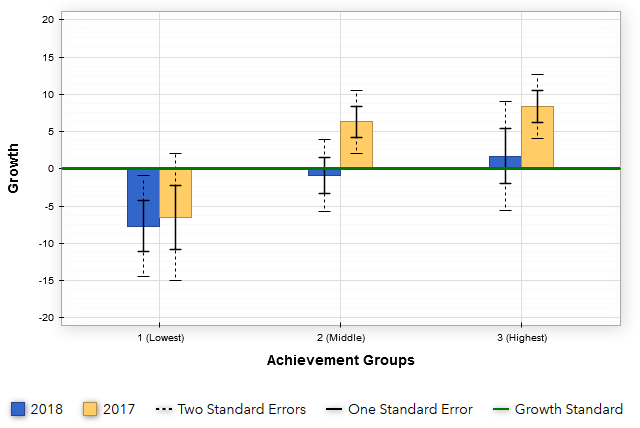 20
15
10
5
0
-5
-10
-15
-20
Growth
1 (Lowest) 2 (Middle) 3 (Highest)
Achievement Groups
2018 2017 Two Standard Errors One Standard Error Growth Standard